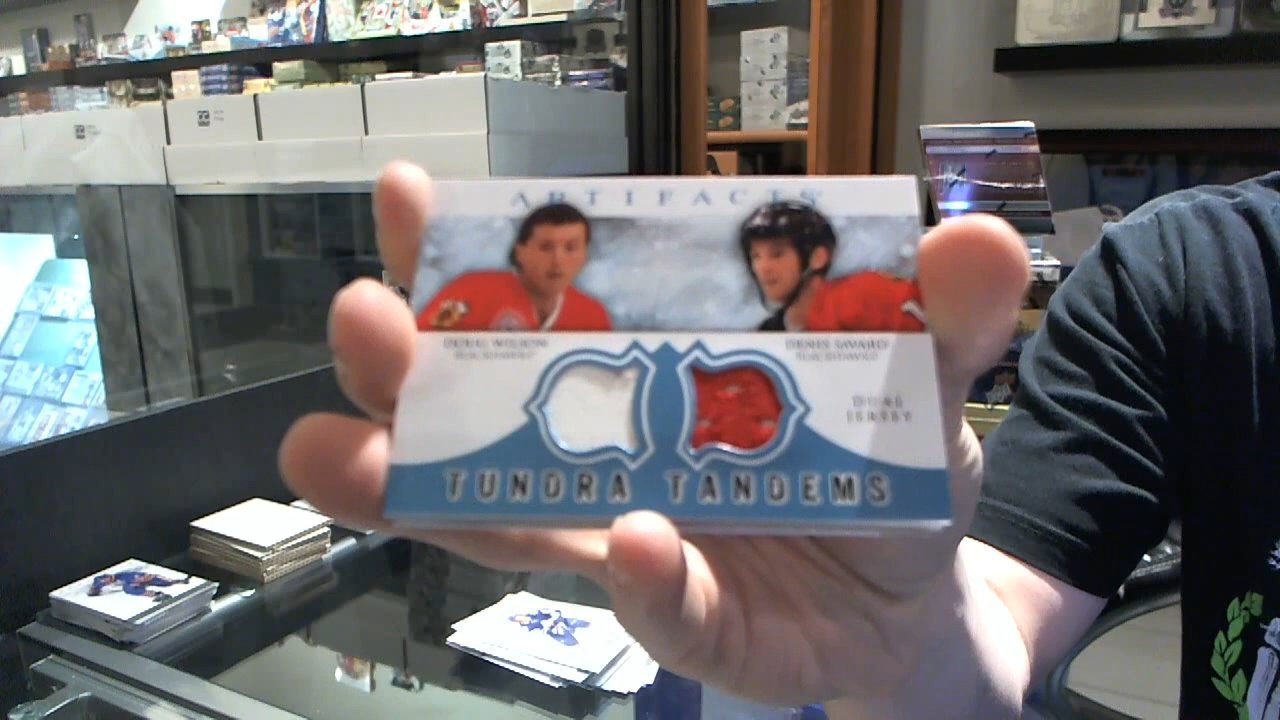 ARTIFACTS
DOUG WILSON
BLACKHAWKS
DENIS SAVARD
BLACKHAWKS
DUAL
JERSEY
TUNDRA TANDEMS